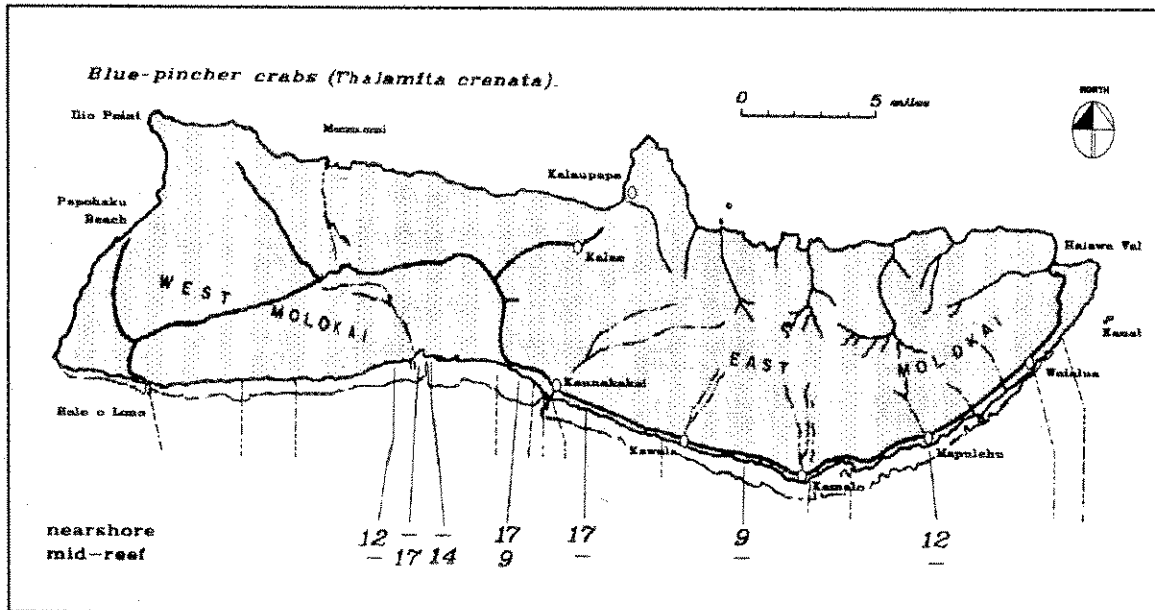 Blue-pincher crabs (Thalamita crenata).
0 5 miles
NORTH
Ilio Point
Kalaupapa
Papohaku
Beach
Kalae
Halawa Val
WEST
MOLOKAI
EAST
MOLOKAI
Waialua
Kaunakakai
Hale o Lono
Kawela
Mapulehu
Kamalo
nearshore 12 – – 17 17 9 12
mid-reef – 17 14 9 – – –